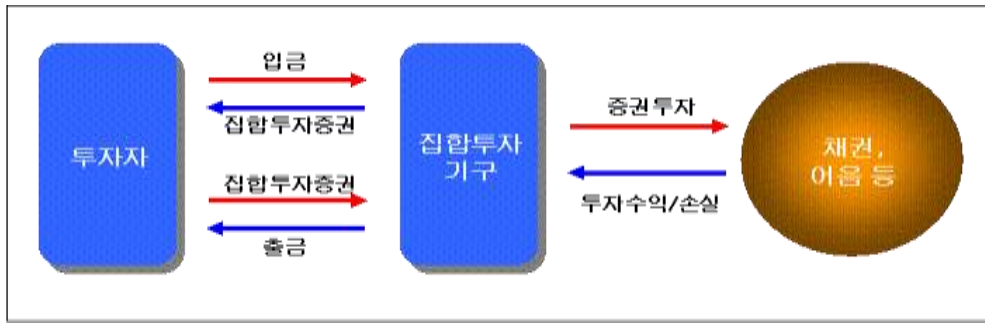 투자자
입금
집합투자증권
집합투자증권
출금
집합투자
기구
증권투자
투자수익/손실
채권,
어음 등